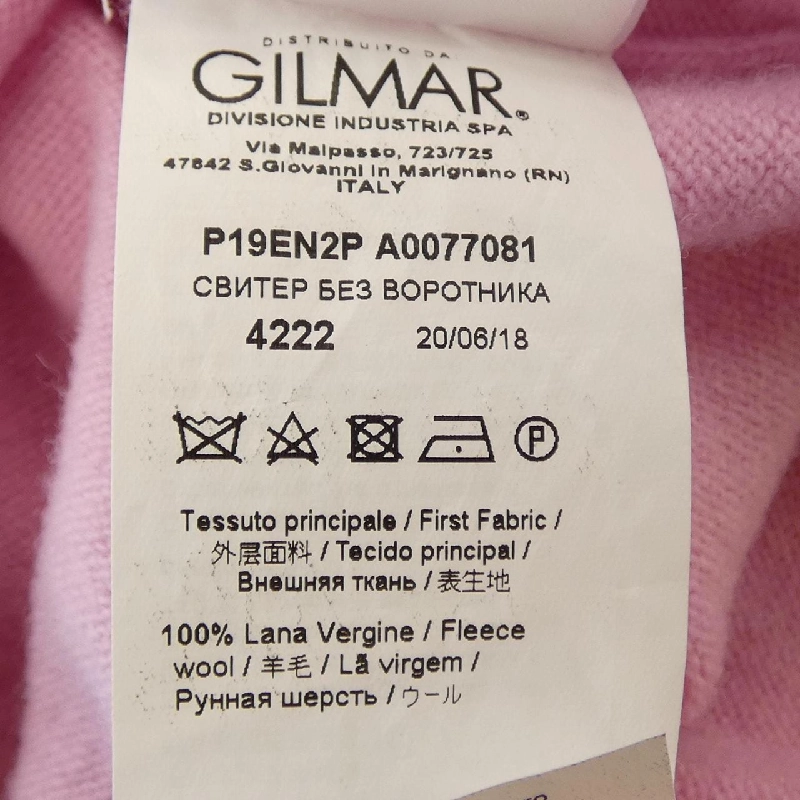 DISTRIBUITO DA
GILMAR®
DIVISIONE INDUSTRIA SPA
Via Malpasso, 723/725
47842 S.Giovanni in Marignano (RN)
ITALY
P19EN2P A0077081
СВИТЕР БЕЗ ВОРОТНИКА
4222 20/06/18
P
Tessuto principale / First Fabric /
外层面料 / Tecido principal /
Внешняя ткань / 表生地
100% Lana Vergine / Fleece
wool / 羊毛 / Lã virgem /
Рунная шерсть / ウール